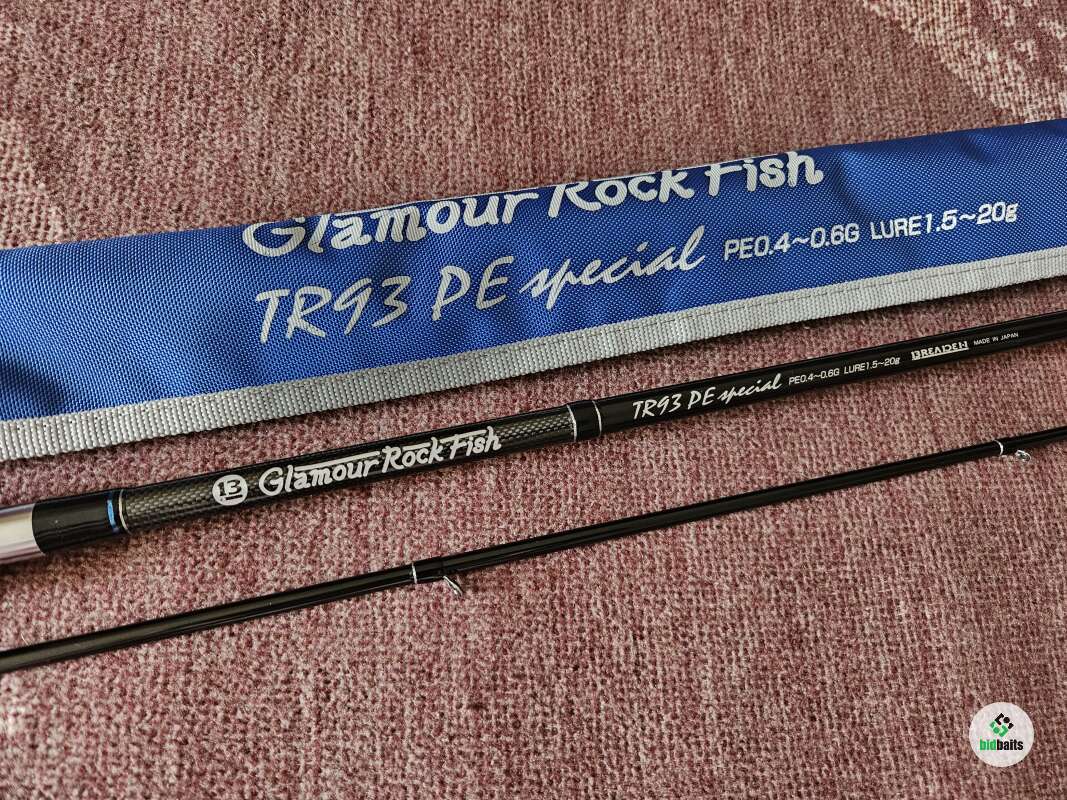 Glamour Rock Fish
TR93 PE special PE0.4~0.6G LURE1.5~20g
13 Glamour Rock Fish TR93 PE special PE0.4~0.6G LURE1.5~20g BREADEN MADE IN JAPAN
bidbaits